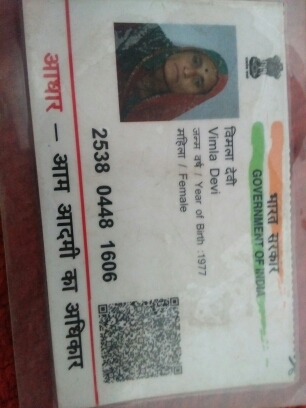 भारत सरकार
GOVERNMENT OF INDIA
विमला देवी
Vimla Devi
जन्म वर्ष / Year of Birth :1977
महिला / Female
2538 0448 1606
आधार — आम आदमी का अधिकार